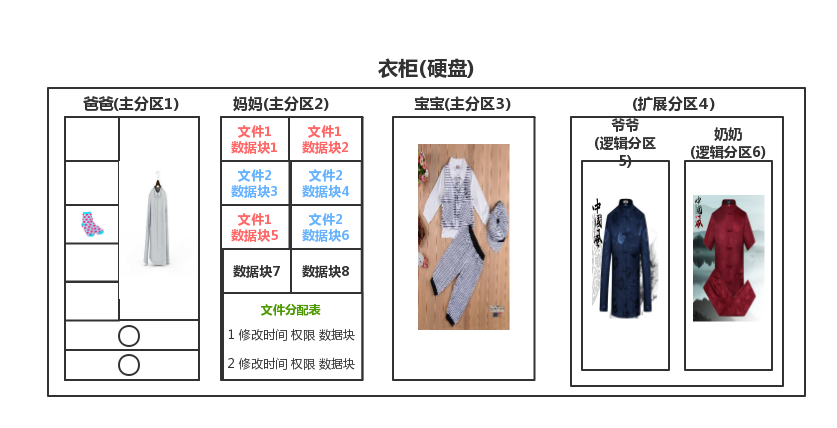 衣柜(硬盘)
爸爸(主分区1)
妈妈(主分区2)
文件1
数据块1
文件1
数据块2
文件2
数据块3
文件2
数据块4
文件1
数据块5
文件2
数据块6
数据块7
数据块8
文件分配表
1 修改时间 权限 数据块
2 修改时间 权限 数据块
宝宝(主分区3)
(扩展分区4)
爷爷
(逻辑分区
5)
中國風
奶奶
(逻辑分区6)
中國風